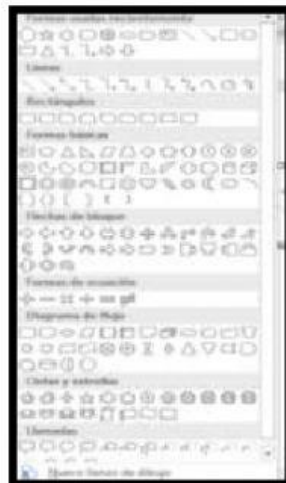 Formas usadas recientemente
Líneas
Rectángulos
Formas básicas
Flechas de bloque
Formas de ecuación
Diagrama de flujo
Cintas y estrellas
Llamadas
Nuevo lienzo de dibujo